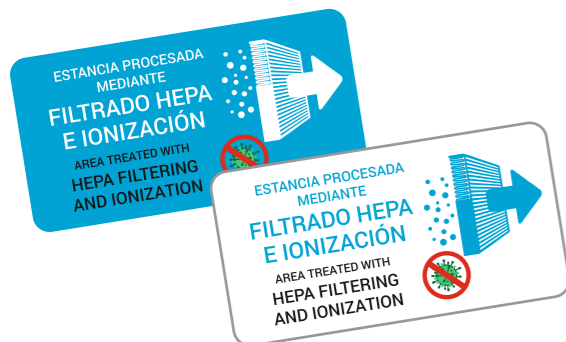 ESTANCIA PROCESADA
MEDIANTE
FILTRADO HEPA
E IONIZACIÓN
AREA TREATED WITH
HEPA FILTERING
AND IONIZATION
ESTANCIA PROCESADA
MEDIANTE
FILTRADO HEPA
E IONIZACIÓN
AREA TREATED WITH
HEPA FILTERING
AND IONIZATION